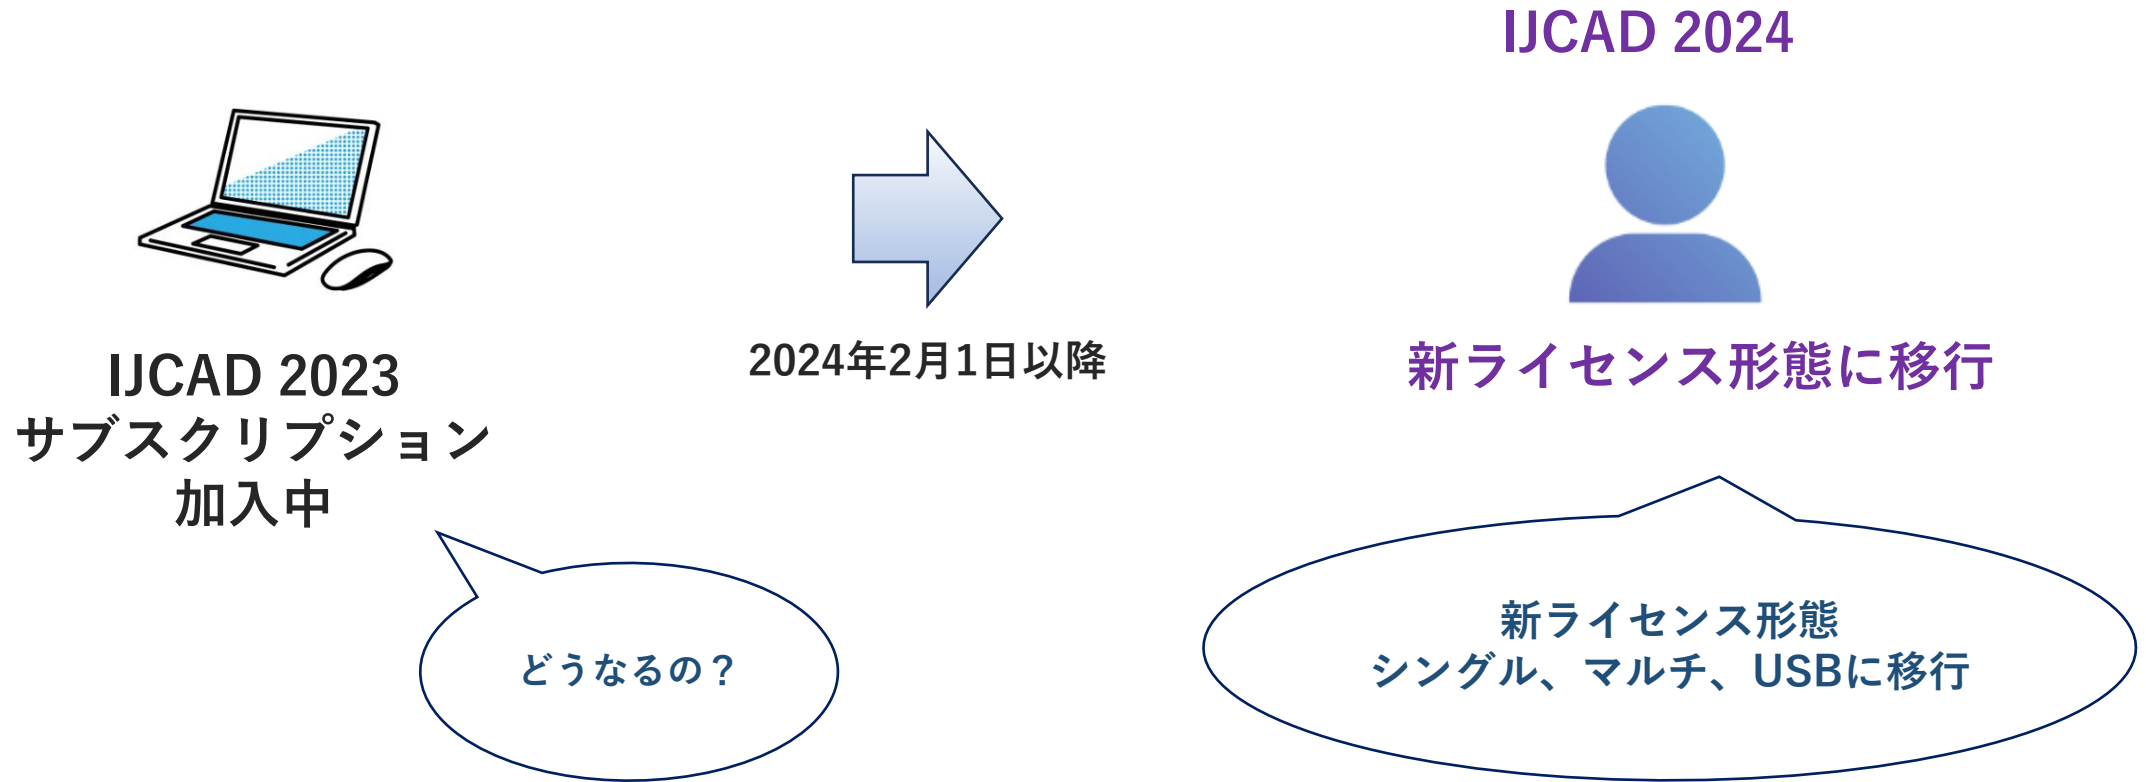 IJCAD 2024
IJCAD 2023
サブスクリプション
加入中
2024年2月1日以降
新ライセンス形態に移行
どうなるの？
新ライセンス形態
シングル、マルチ、USBに移行